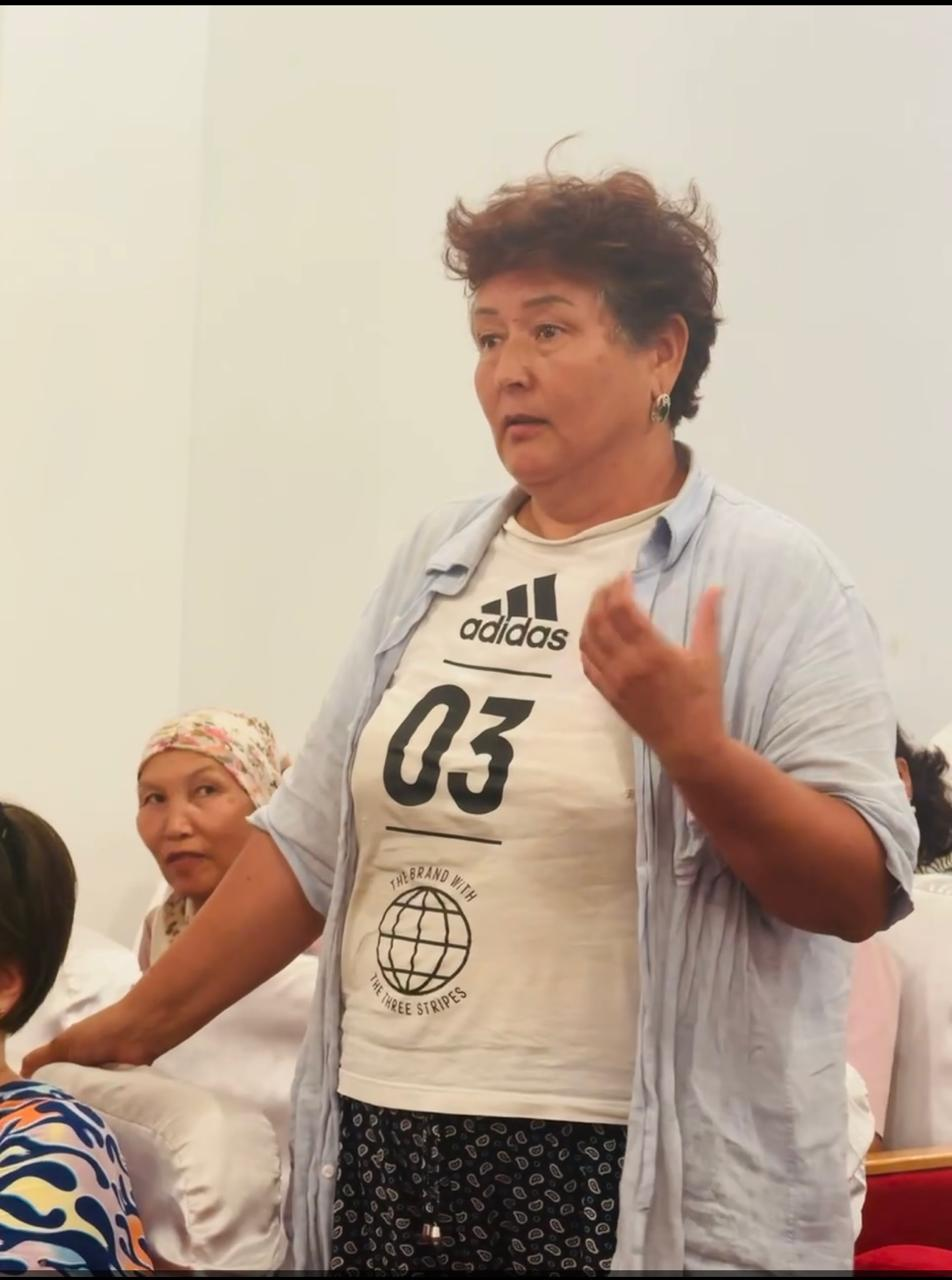 adidas
03
THE BRAND WITH
THE THREE STRIPES